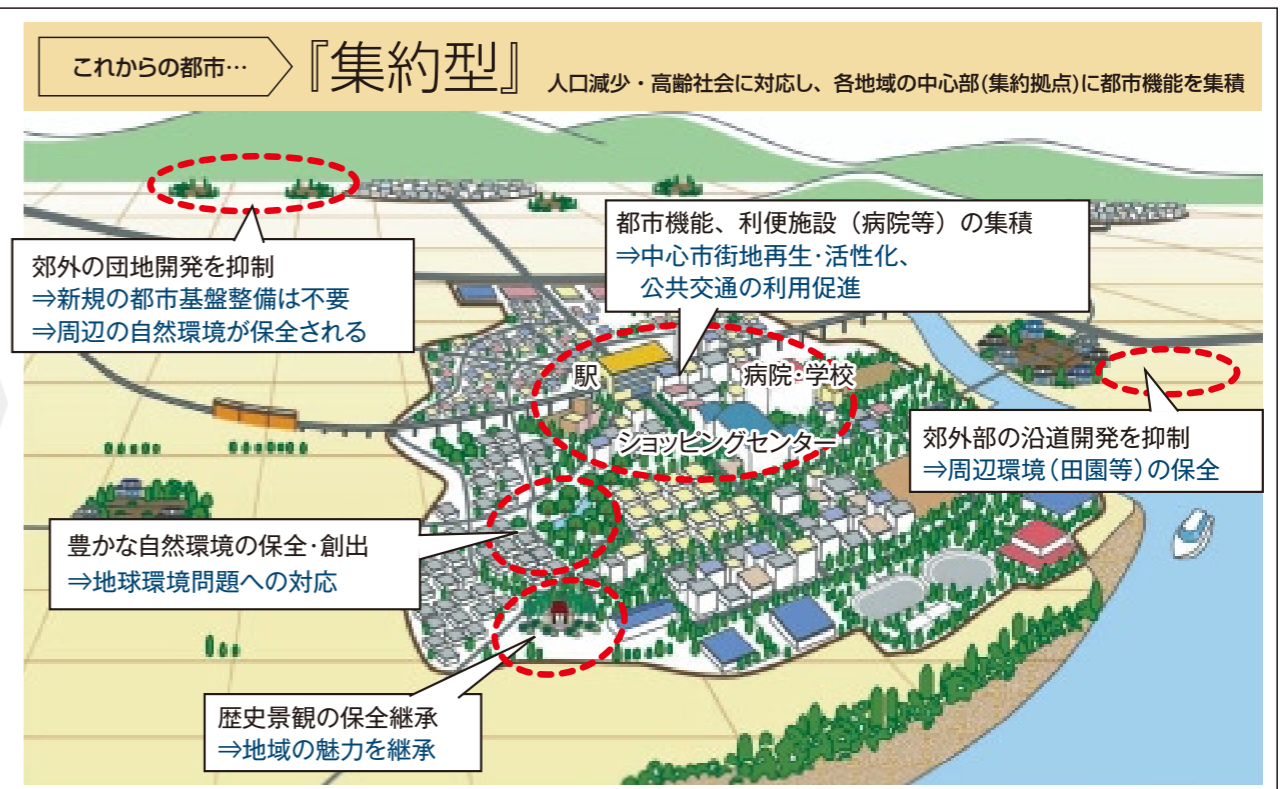 これからの都市…
『集約型』
人口減少・高齢社会に対応し、各地域の中心部(集約拠点)に都市機能を集積
都市機能、利便施設（病院等）の集積
⇒中心市街地再生・活性化、
公共交通の利用促進
郊外の団地開発を抑制
⇒新規の都市基盤整備は不要
⇒周辺の自然環境が保全される
駅
病院・学校
ショッピングセンター
郊外部の沿道開発を抑制
⇒周辺環境（田園等）の保全
豊かな自然環境の保全・創出
⇒地球環境問題への対応
歴史景観の保全継承
⇒地域の魅力を継承